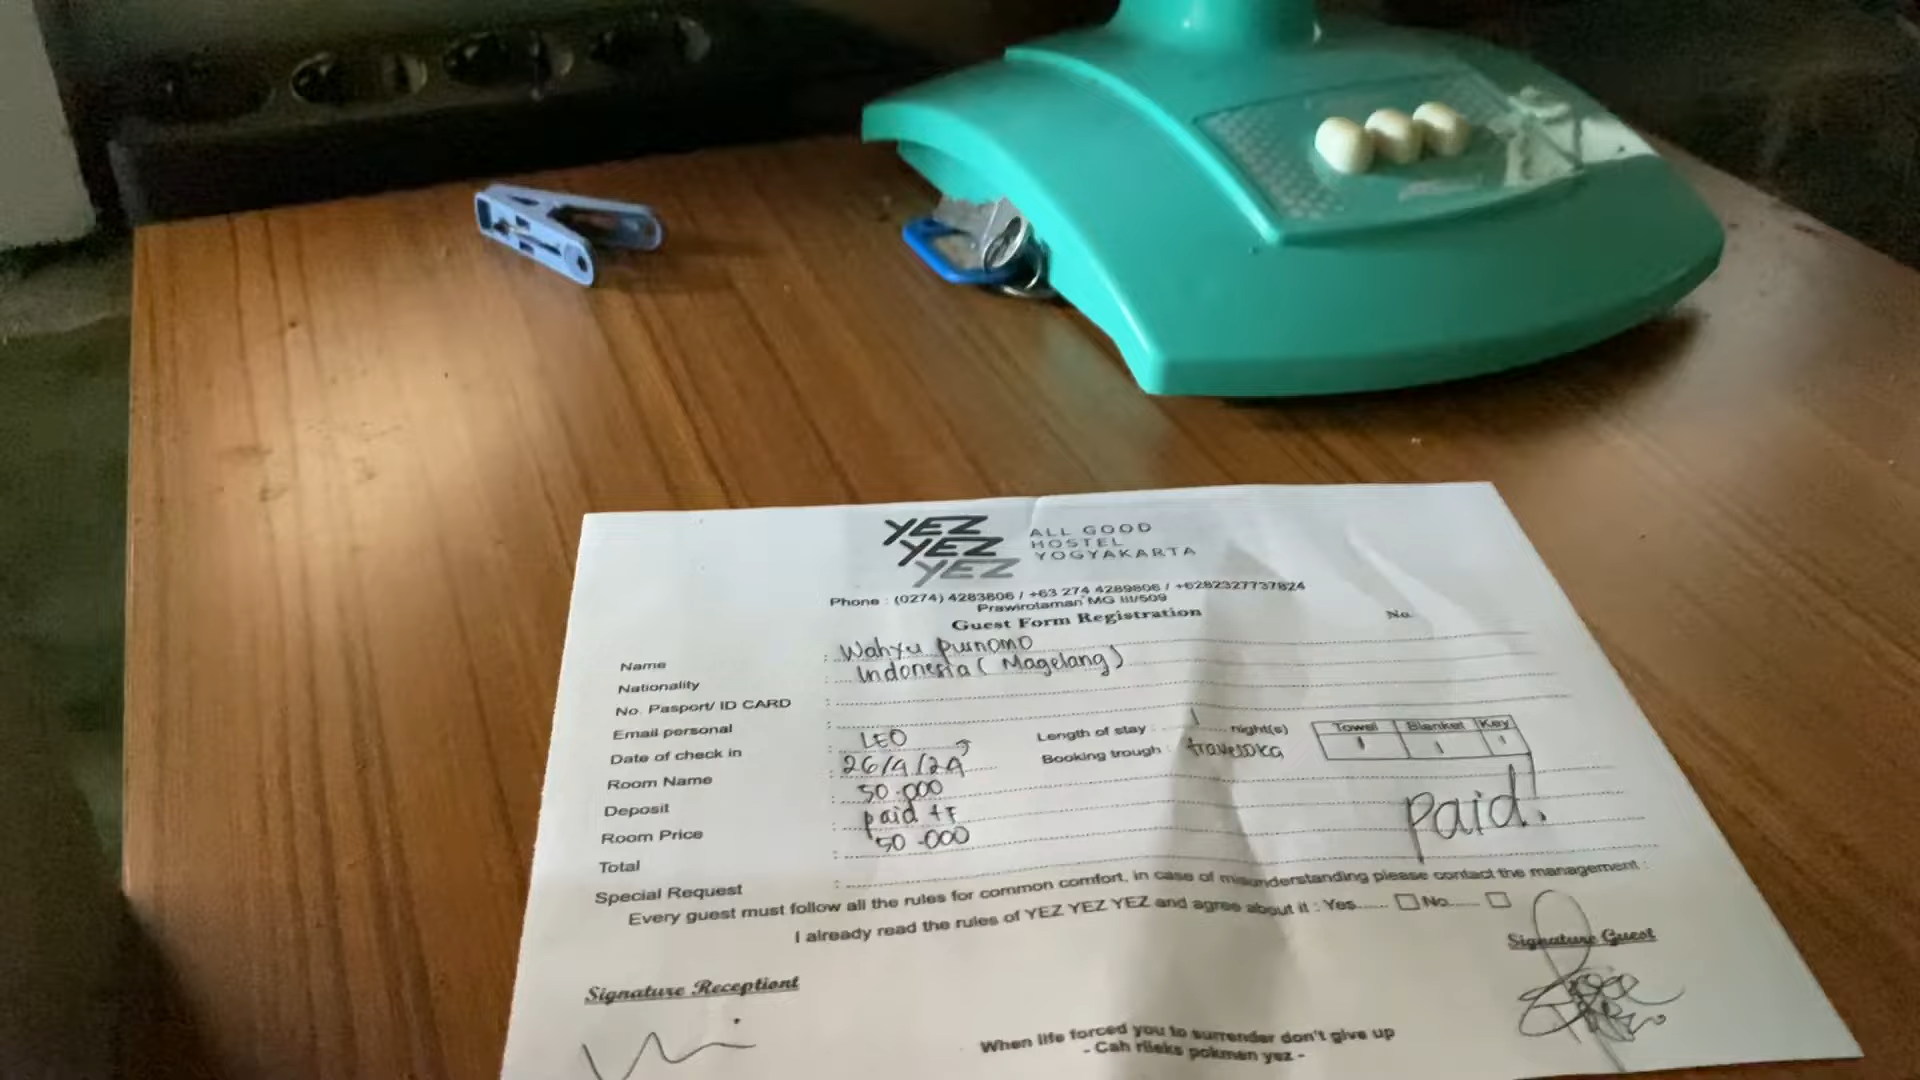 YEZ YEZ YEZ
ALL GOOD
HOSTEL
YOGYAKARTA
Phone : (0274) 4283806 / +63 274 4289806 / +6282327737824
Prawirotaman MG III/509
Guest Form Registration
No.
Name : Wahyu purnomo
Nationality : Indonesia ( Magelang )
No. Pasport/ ID CARD :
Email personal :
Date of check in : LEO
Length of stay : 1 night(s)
Towel Blanket Key
1 1 1
Room Name : 26/4/24
Booking trough :
Deposit : 50.000
Room Price : paid tf
Total : 50.000
paid!
Special Request :
Every guest must follow all the rules for common comfort, in case of misunderstanding please contact the management :
I already read the rules of YEZ YEZ YEZ and agree about it : Yes...... No......
Signature Receptiont
Signature Guest
When life forced you to surrender don't give up
- Cah rileks pokmen yez -